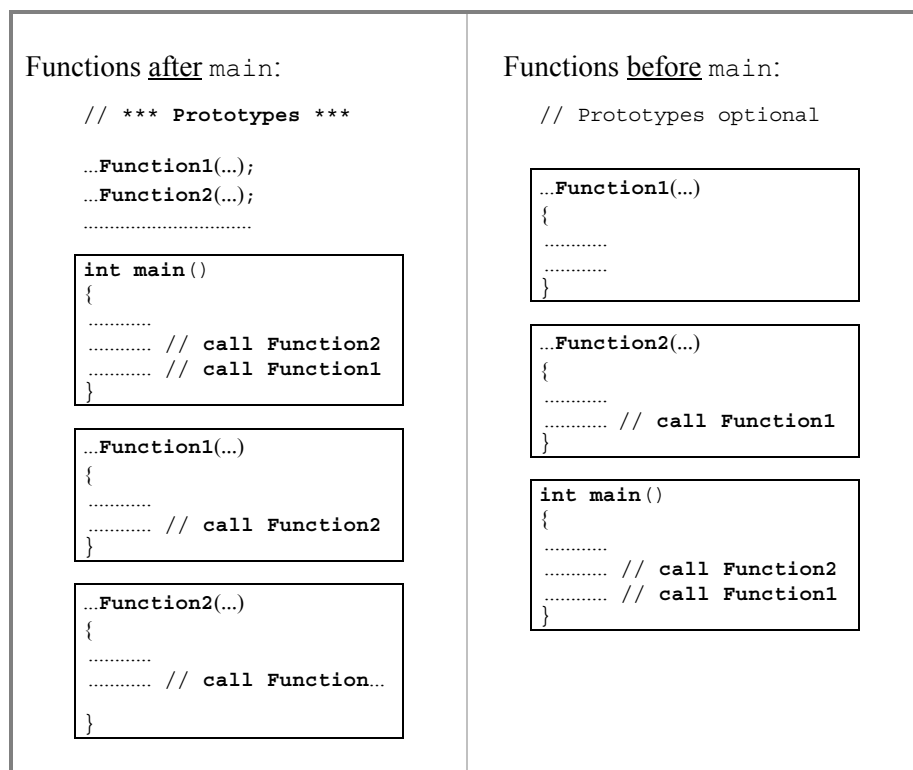 Functions after main:
// *** Prototypes ***
...Function1(...);
...Function2(...);
................................
int main()
{
............
............ // call Function2
............ // call Function1
}
...Function1(...)
{
............
............ // call Function2
}
...Function2(...)
{
............
............ // call Function...
}
Functions before main:
// Prototypes optional
...Function1(...)
{
............
............
}
...Function2(...)
{
............
............ // call Function1
}
int main()
{
............
............ // call Function2
............ // call Function1
}